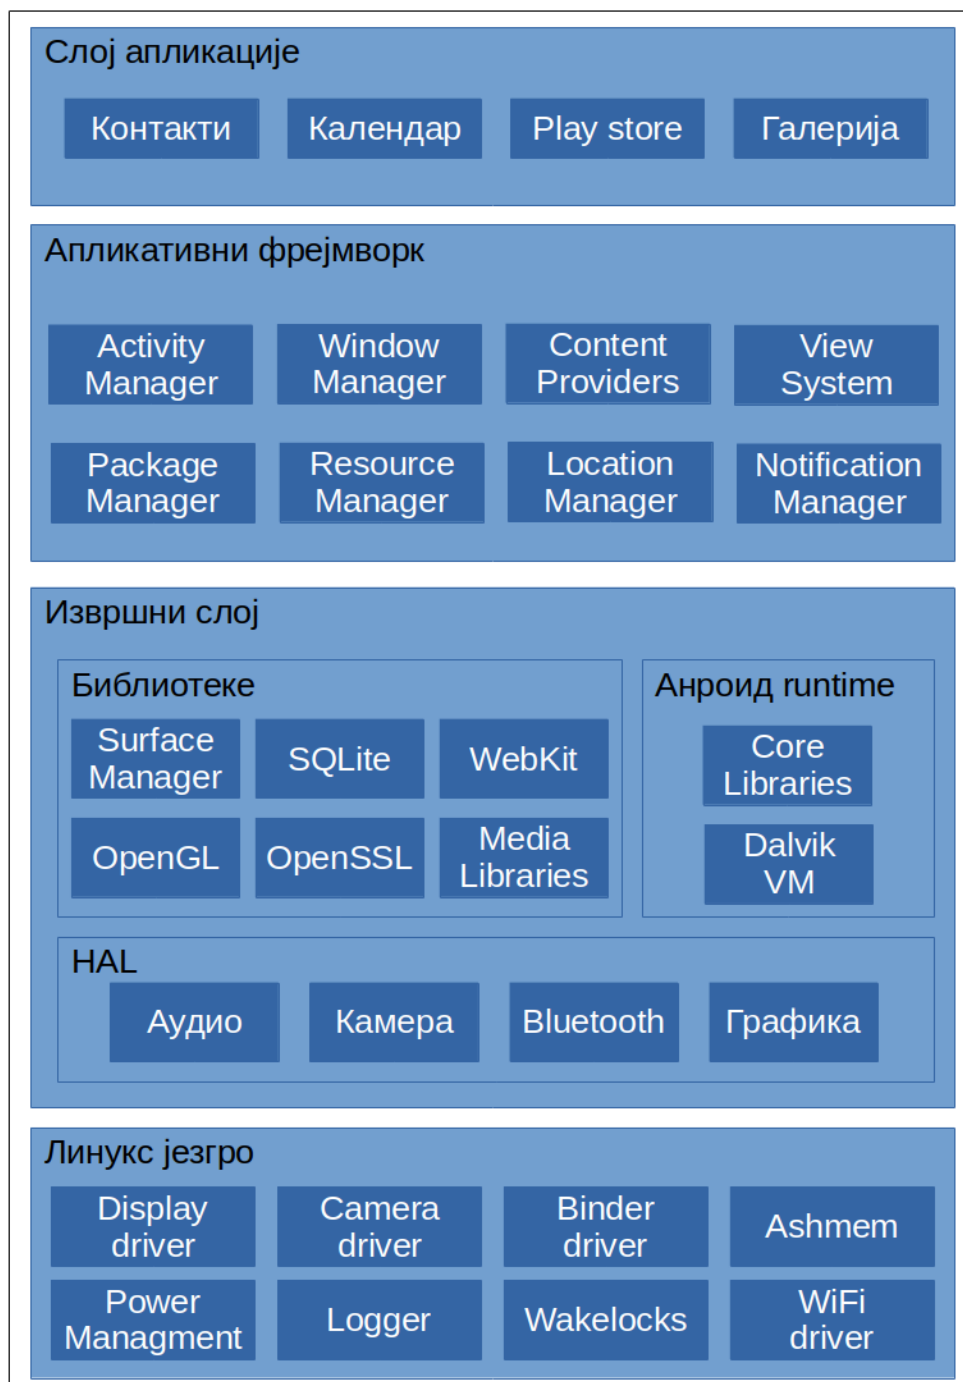 Слој апликације
Контакти
Календар
Play store
Галерија
Апликативни фрејмворк
Activity
Manager
Window
Manager
Content
Providers
View
System
Package
Manager
Resource
Manager
Location
Manager
Notification
Manager
Извршни слој
Библиотеке
Surface
Manager
SQLite
WebKit
OpenGL
OpenSSL
Media
Libraries
Анроид runtime
Core
Libraries
Dalvik
VM
HAL
Аудио
Камера
Bluetooth
Графика
Линукс језгро
Display
driver
Camera
driver
Binder
driver
Ashmem
Power
Managment
Logger
Wakelocks
WiFi
driver